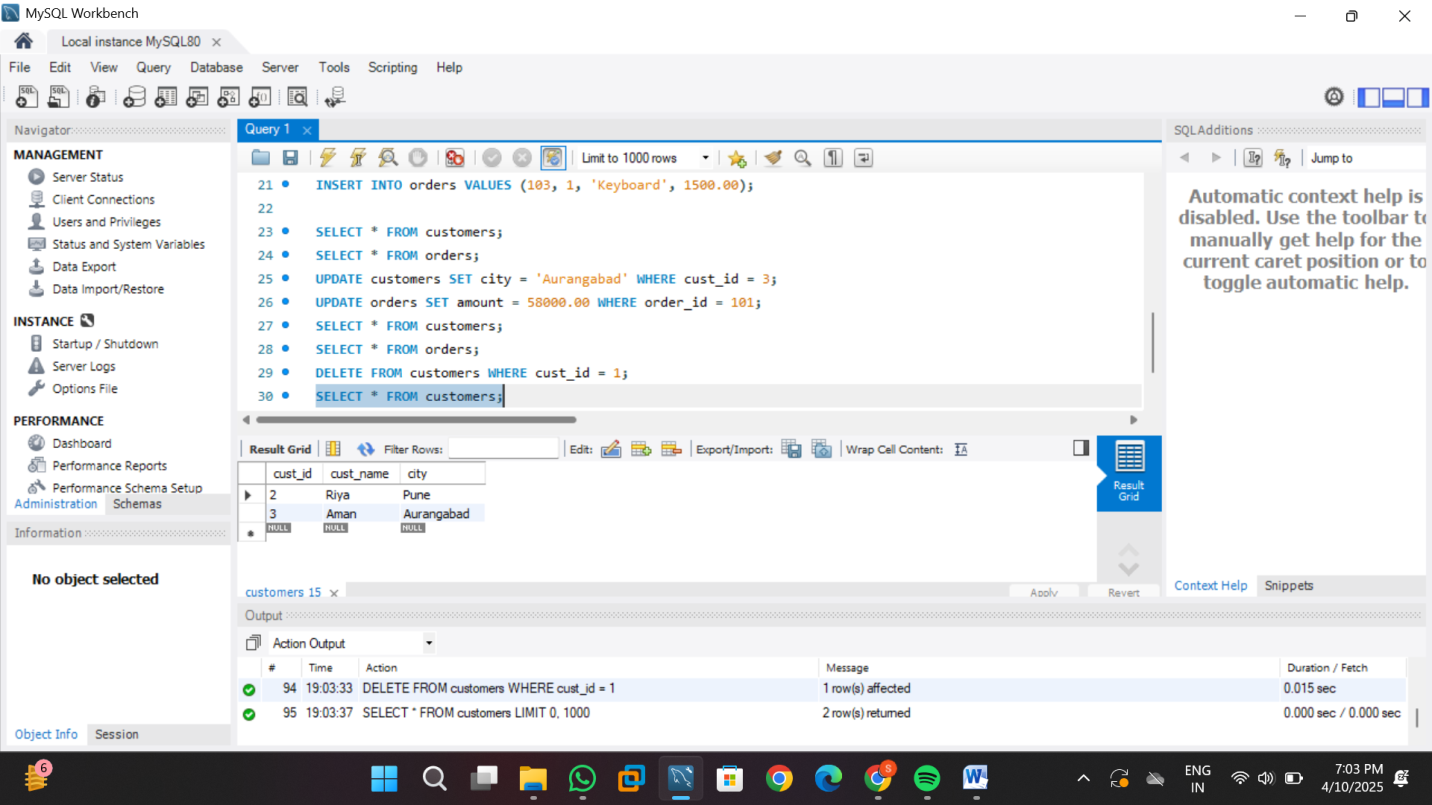 MySQL Workbench
Local instance MySQL80
File Edit View Query Database Server Tools Scripting Help
Navigator
MANAGEMENT
Server Status
Client Connections
Users and Privileges
Status and System Variables
Data Export
Data Import/Restore
INSTANCE
Startup / Shutdown
Server Logs
Options File
PERFORMANCE
Dashboard
Performance Reports
Performance Schema Setup
Administration Schemas
Information
No object selected
Object Info Session
Query 1
Limit to 1000 rows
21 INSERT INTO orders VALUES (103, 1, 'Keyboard', 1500.00);
22
23 SELECT * FROM customers;
24 SELECT * FROM orders;
25 UPDATE customers SET city = 'Aurangabad' WHERE cust_id = 3;
26 UPDATE orders SET amount = 58000.00 WHERE order_id = 101;
27 SELECT * FROM customers;
28 SELECT * FROM orders;
29 DELETE FROM customers WHERE cust_id = 1;
30 SELECT * FROM customers;
Result Grid Filter Rows: Edit: Export/Import: Wrap Cell Content:
cust_id cust_name city
2 Riya Pune
3 Aman Aurangabad
NULL NULL NULL
Result
Grid
customers 15 Apply Revert
Output
Action Output
# Time Action Message Duration / Fetch
94 19:03:33 DELETE FROM customers WHERE cust_id = 1 1 row(s) affected 0.015 sec
95 19:03:37 SELECT * FROM customers LIMIT 0, 1000 2 row(s) returned 0.000 sec / 0.000 sec
SQLAdditions
Jump to
Automatic context help is
disabled. Use the toolbar to
manually get help for the
current caret position or to
toggle automatic help.
Context Help Snippets
6
S
ENG
IN
7:03 PM
4/10/2025